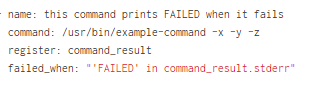 - name: this command prints FAILED when it fails
command: /usr/bin/example-command -x -y -z
register: command_result
failed_when: "'FAILED' in command_result.stderr"